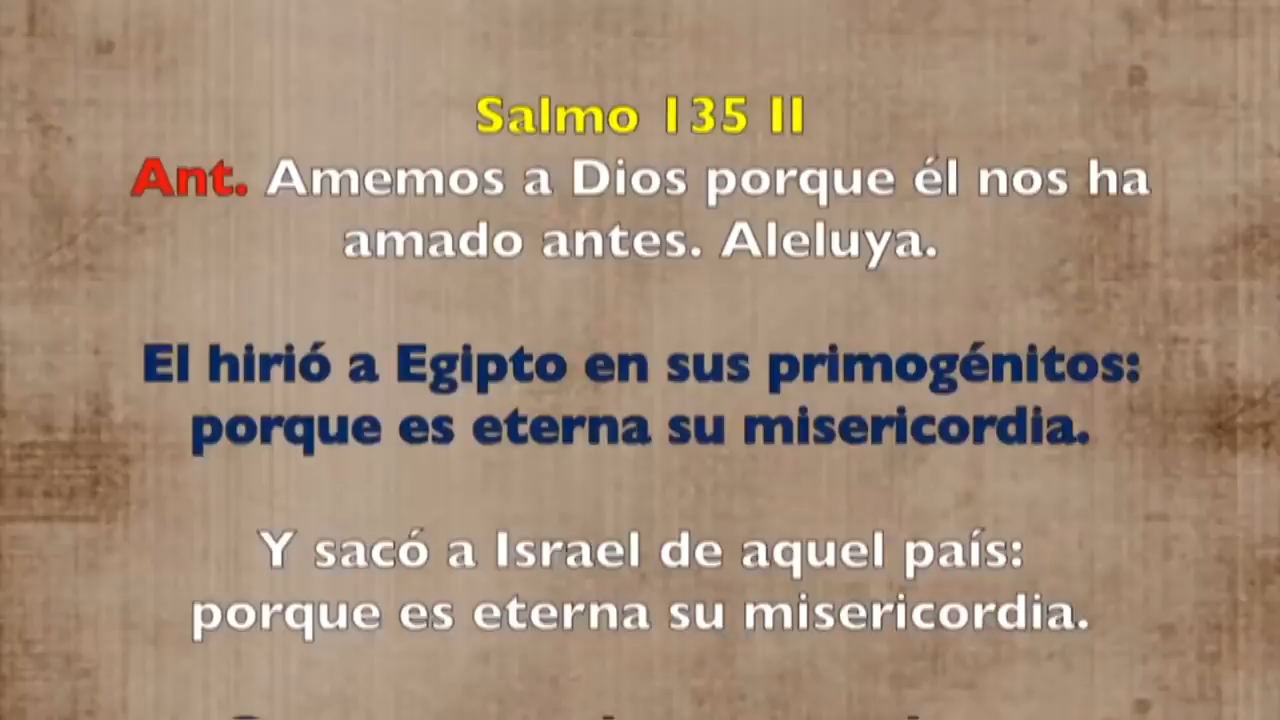 Salmo 135 II
Ant. Amemos a Dios porque él nos ha
amado antes. Aleluya.
El hirió a Egipto en sus primogénitos:
porque es eterna su misericordia.
Y sacó a Israel de aquel país:
porque es eterna su misericordia.